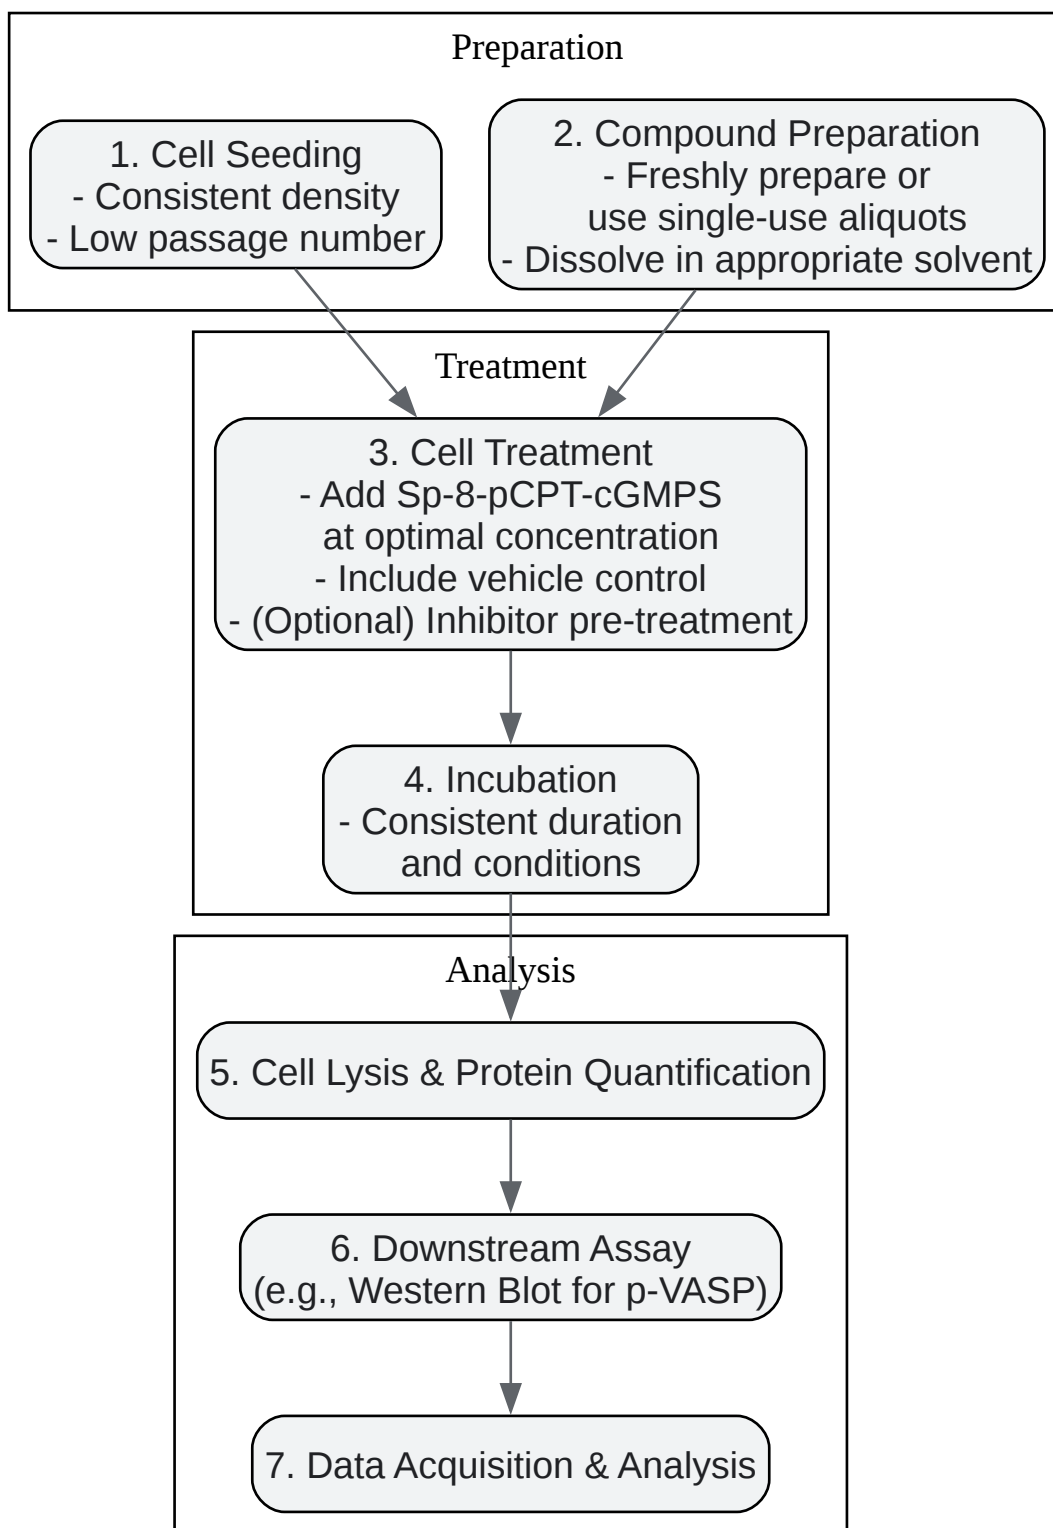 Preparation
1. Cell Seeding
- Consistent density
- Low passage number
2. Compound Preparation
- Freshly prepare or
use single-use aliquots
- Dissolve in appropriate solvent
Treatment
3. Cell Treatment
- Add Sp-8-pCPT-cGMPS
at optimal concentration
- Include vehicle control
- (Optional) Inhibitor pre-treatment
4. Incubation
- Consistent duration
and conditions
Analysis
5. Cell Lysis & Protein Quantification
6. Downstream Assay
(e.g., Western Blot for p-VASP)
7. Data Acquisition & Analysis